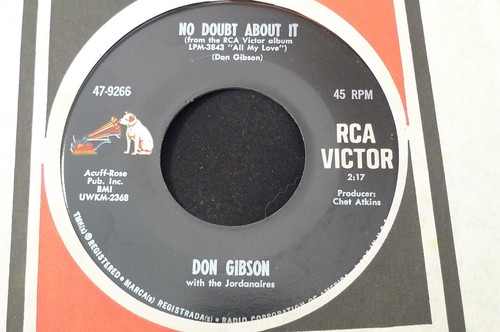 NO DOUBT ABOUT IT
(from the RCA Victor album
LPM-3843 "All My Love")
(Don Gibson)
47-9266
45 RPM
RCA
VICTOR
2:17
Producer:
Chet Atkins
Acuff-Rose
Pub. Inc.
BMI
UWKM-2368
DON GIBSON
with the Jordanaires
TMK(s) ® REGISTERED • MARCA(s) REGISTRADA(s) • RADIO CORPORATION OF AMERICA